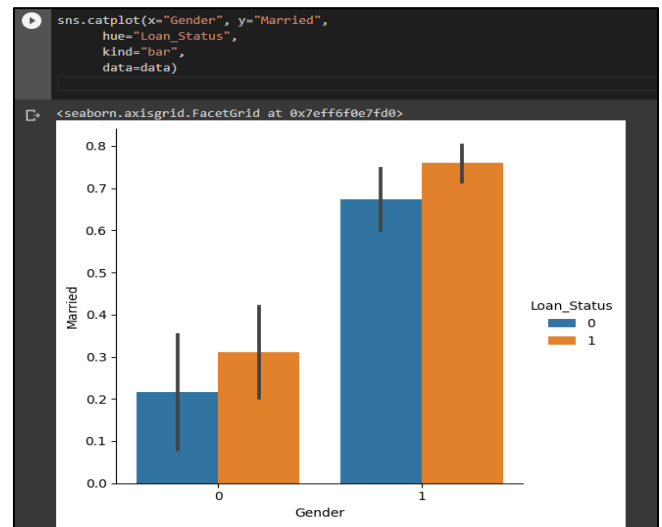 sns.catplot(x="Gender", y="Married",
hue="Loan_Status",
kind="bar",
data=data)
<seaborn.axisgrid.FacetGrid at 0x7eff6f0e7fd0>
0.8
0.7
0.6
0.5
0.4
0.3
0.2
0.1
0.0
Married
0
1
Gender
Loan_Status
0
1